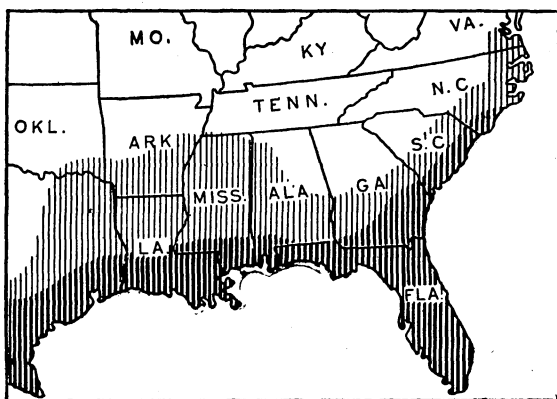 VA.
MO.
KY.
N.C
TENN.
OKL.
ARK
S.C
MISS.
ALA
GA
LA.
FLA.